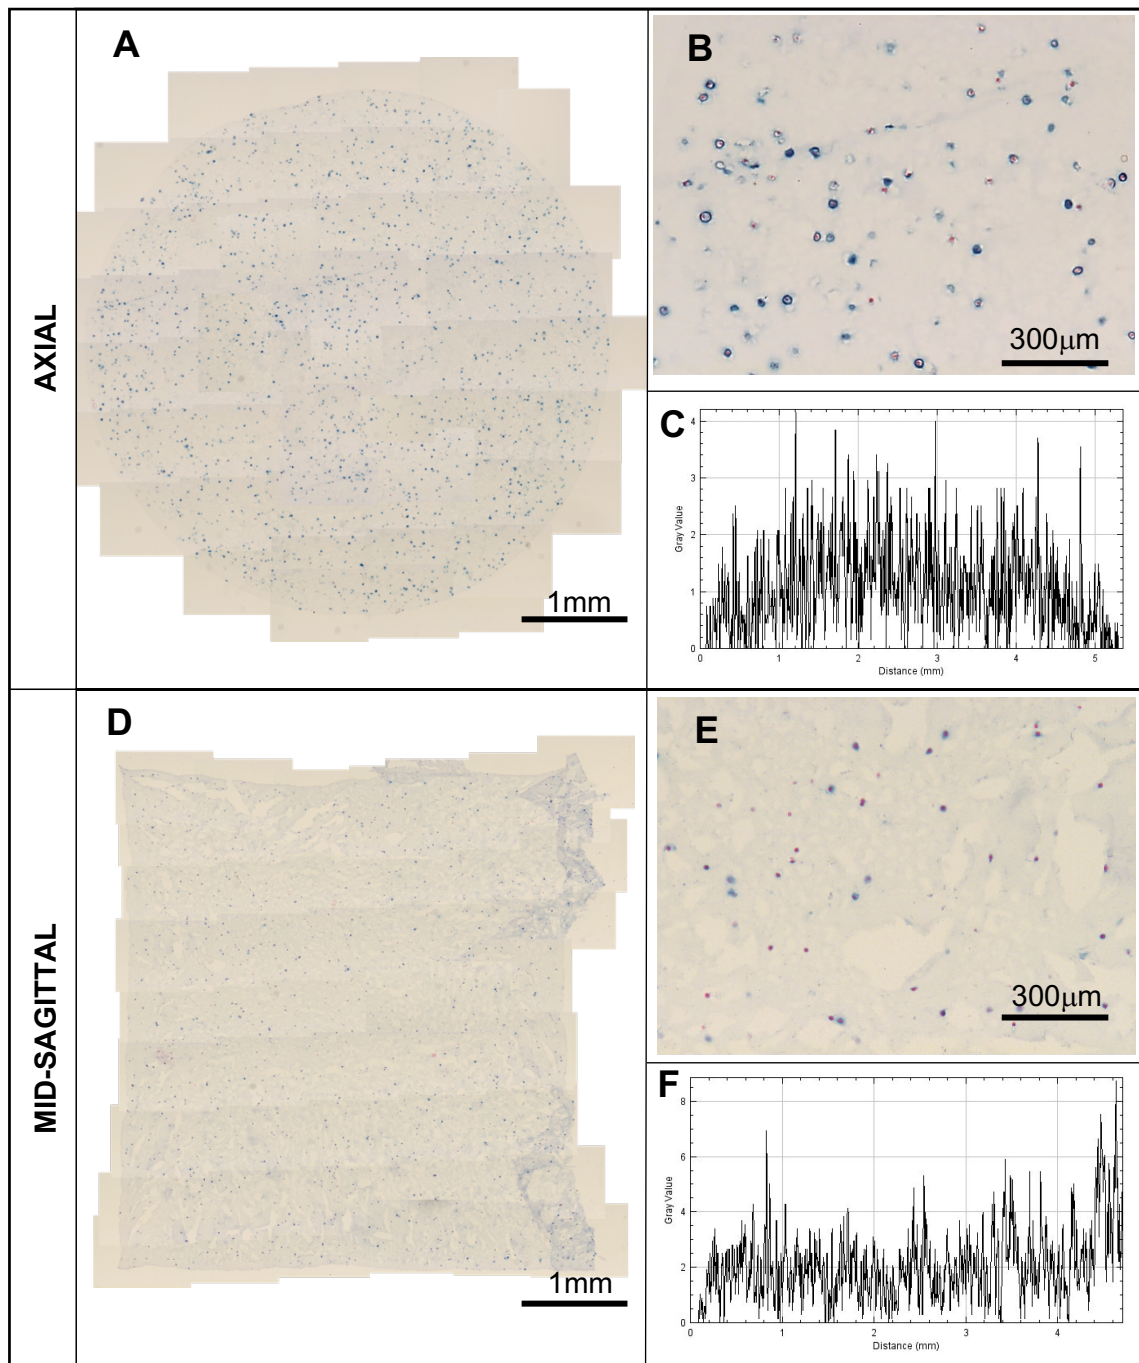 AXIAL
A
1mm
B
300μm
C
4
3
2
1
0
Gray Value
0 1 2 3 4 5
Distance (mm)
MID-SAGITTAL
D
1mm
E
300μm
F
8
6
4
2
0
Gray Value
0 1 2 3 4
Distance (mm)